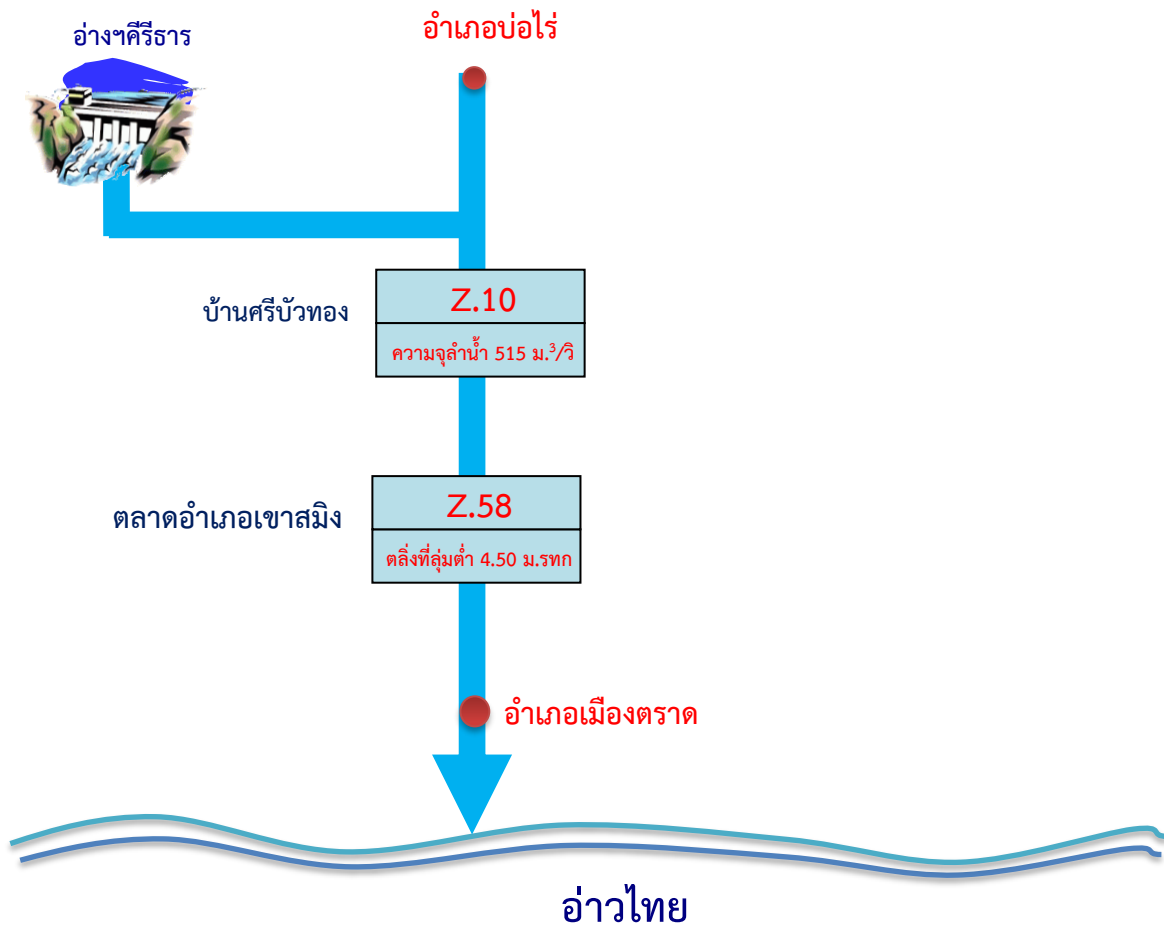 อำเภอบ่อไร่
อ่างฯคีรีธาร
บ้านศรีบัวทอง
Z.10
ความจุลำน้ำ 515 ม.³/วิ
ตลาดอำเภอเขาสมิง
Z.58
ตลิ่งที่ลุ่มต่ำ 4.50 ม.รทก
อำเภอเมืองตราด
อ่าวไทย